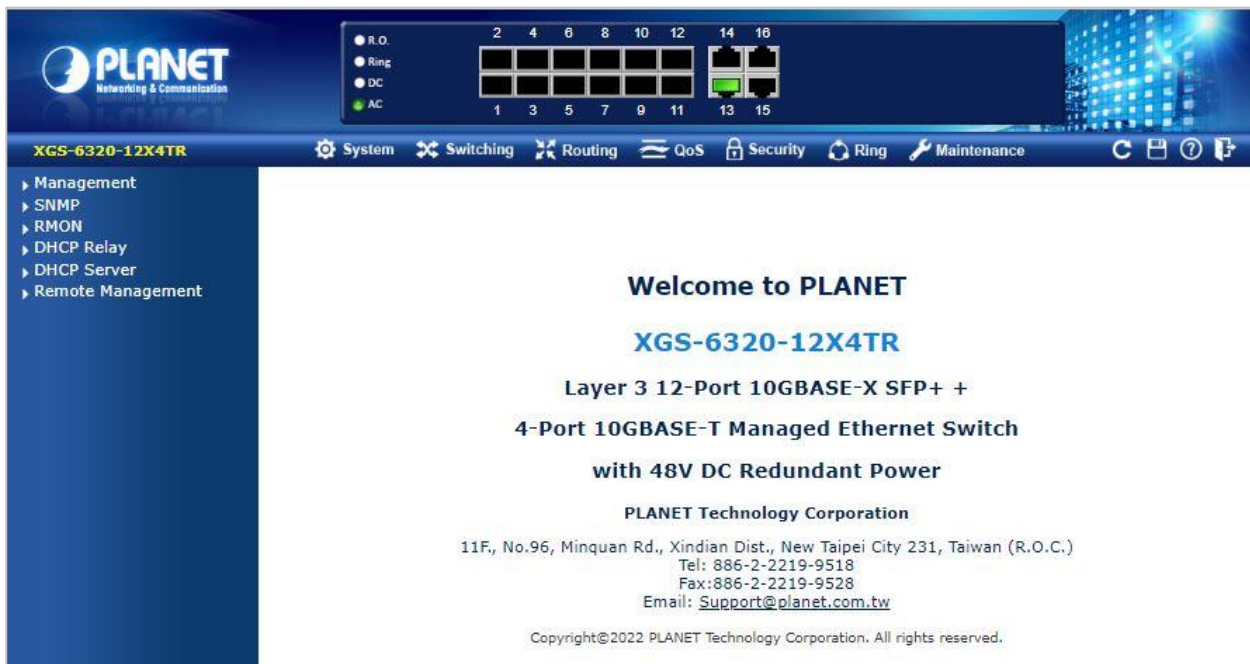 PLANET
Networking & Communication
R.O.
Ring
DC
AC
2 4 6 8 10 12 14 16
1 3 5 7 9 11 13 15
XGS-6320-12X4TR
System Switching Routing QoS Security Ring Maintenance
Management
SNMP
RMON
DHCP Relay
DHCP Server
Remote Management
Welcome to PLANET
XGS-6320-12X4TR
Layer 3 12-Port 10GBASE-X SFP+ +
4-Port 10GBASE-T Managed Ethernet Switch
with 48V DC Redundant Power
PLANET Technology Corporation
11F., No.96, Minquan Rd., Xindian Dist., New Taipei City 231, Taiwan (R.O.C.)
Tel: 886-2-2219-9518
Fax:886-2-2219-9528
Email: Support@planet.com.tw
Copyright©2022 PLANET Technology Corporation. All rights reserved.